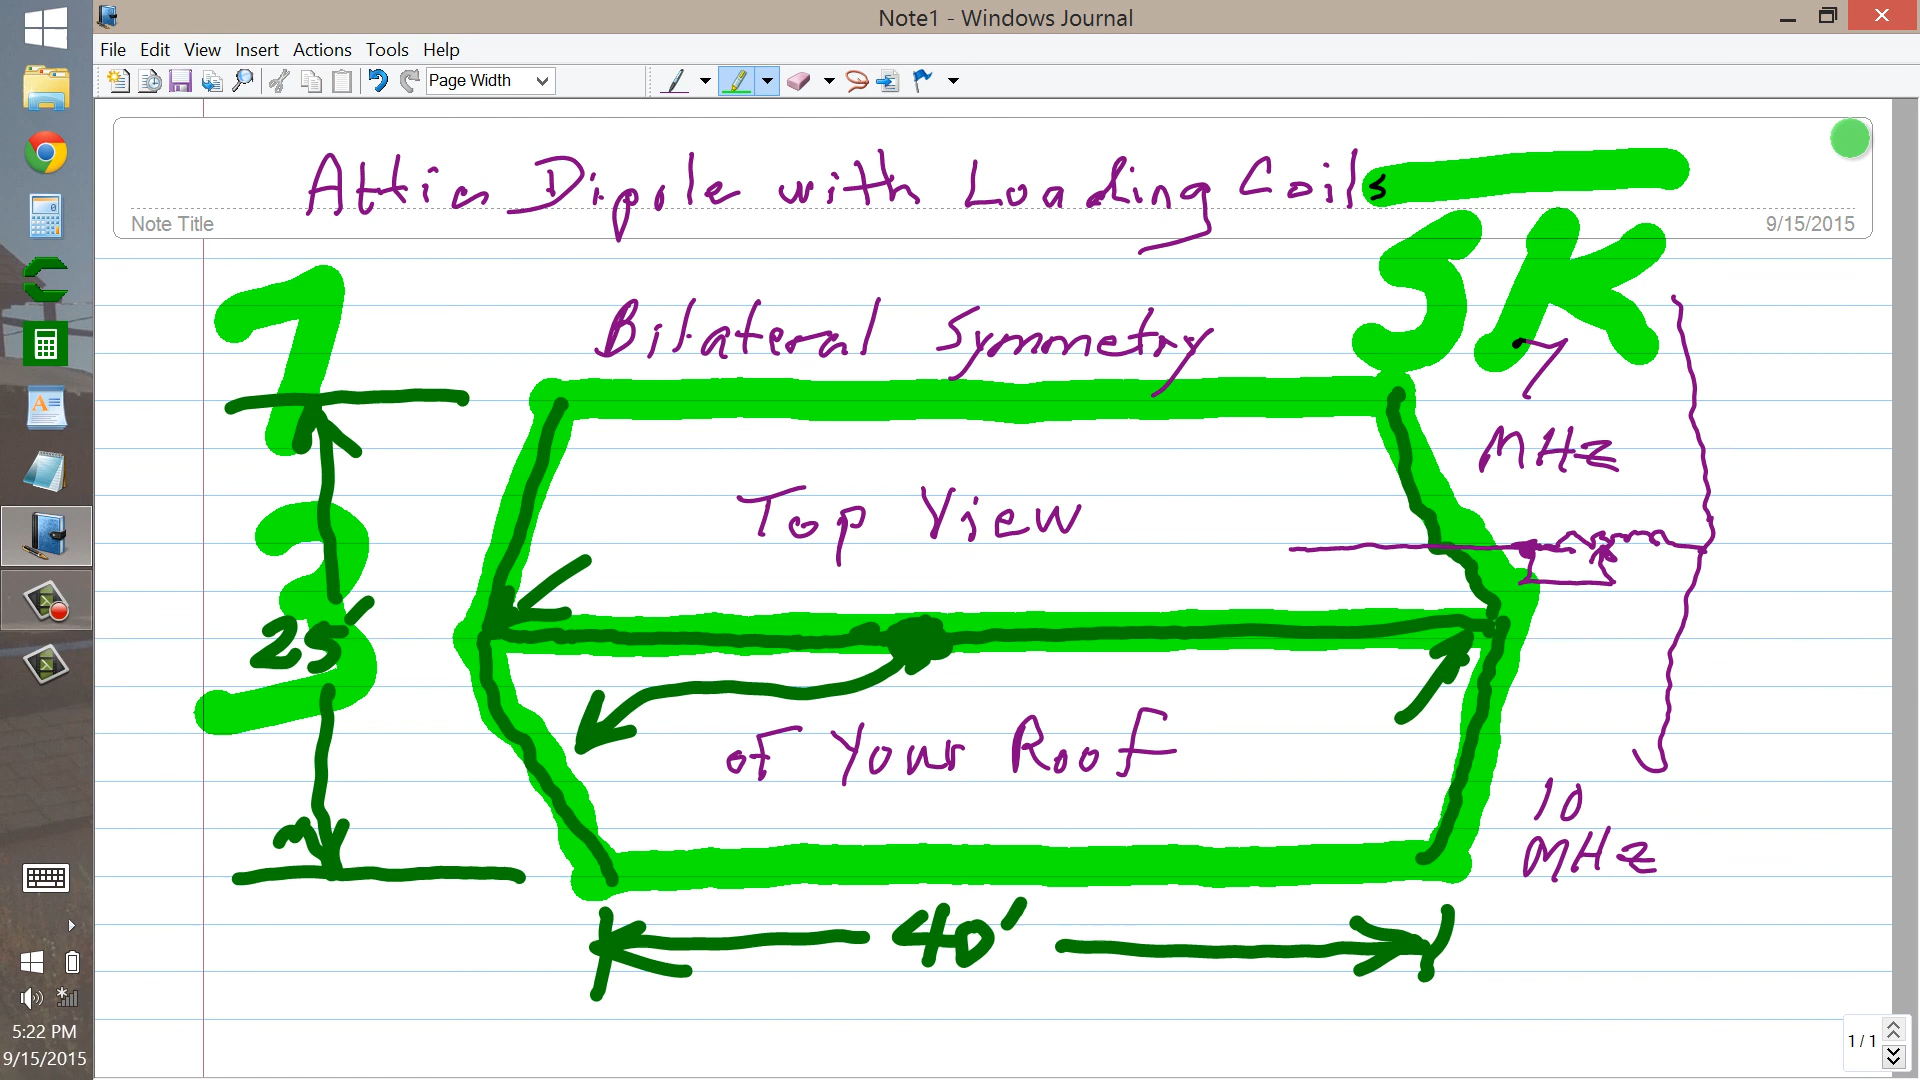 Note1 - Windows Journal
File Edit View Insert Actions Tools Help
Page Width
Attic Dipole with Loading Coils
Note Title
9/15/2015
73
5K
Bilateral Symmetry
7
MHz
Top View
25'
of Your Roof
10
MHz
40'
1 / 1
5:22 PM
9/15/2015